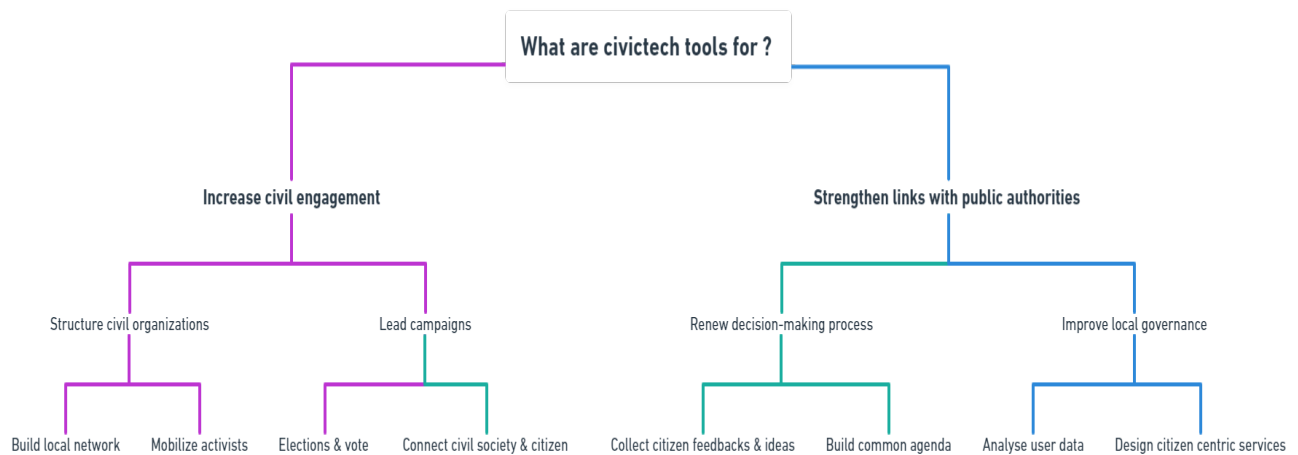 What are civictech tools for ?
Increase civil engagement
Strengthen links with public authorities
Structure civil organizations
Lead campaigns
Renew decision-making process
Improve local governance
Build local network
Mobilize activists
Elections & vote
Connect civil society & citizen
Collect citizen feedbacks & ideas
Build common agenda
Analyse user data
Design citizen centric services